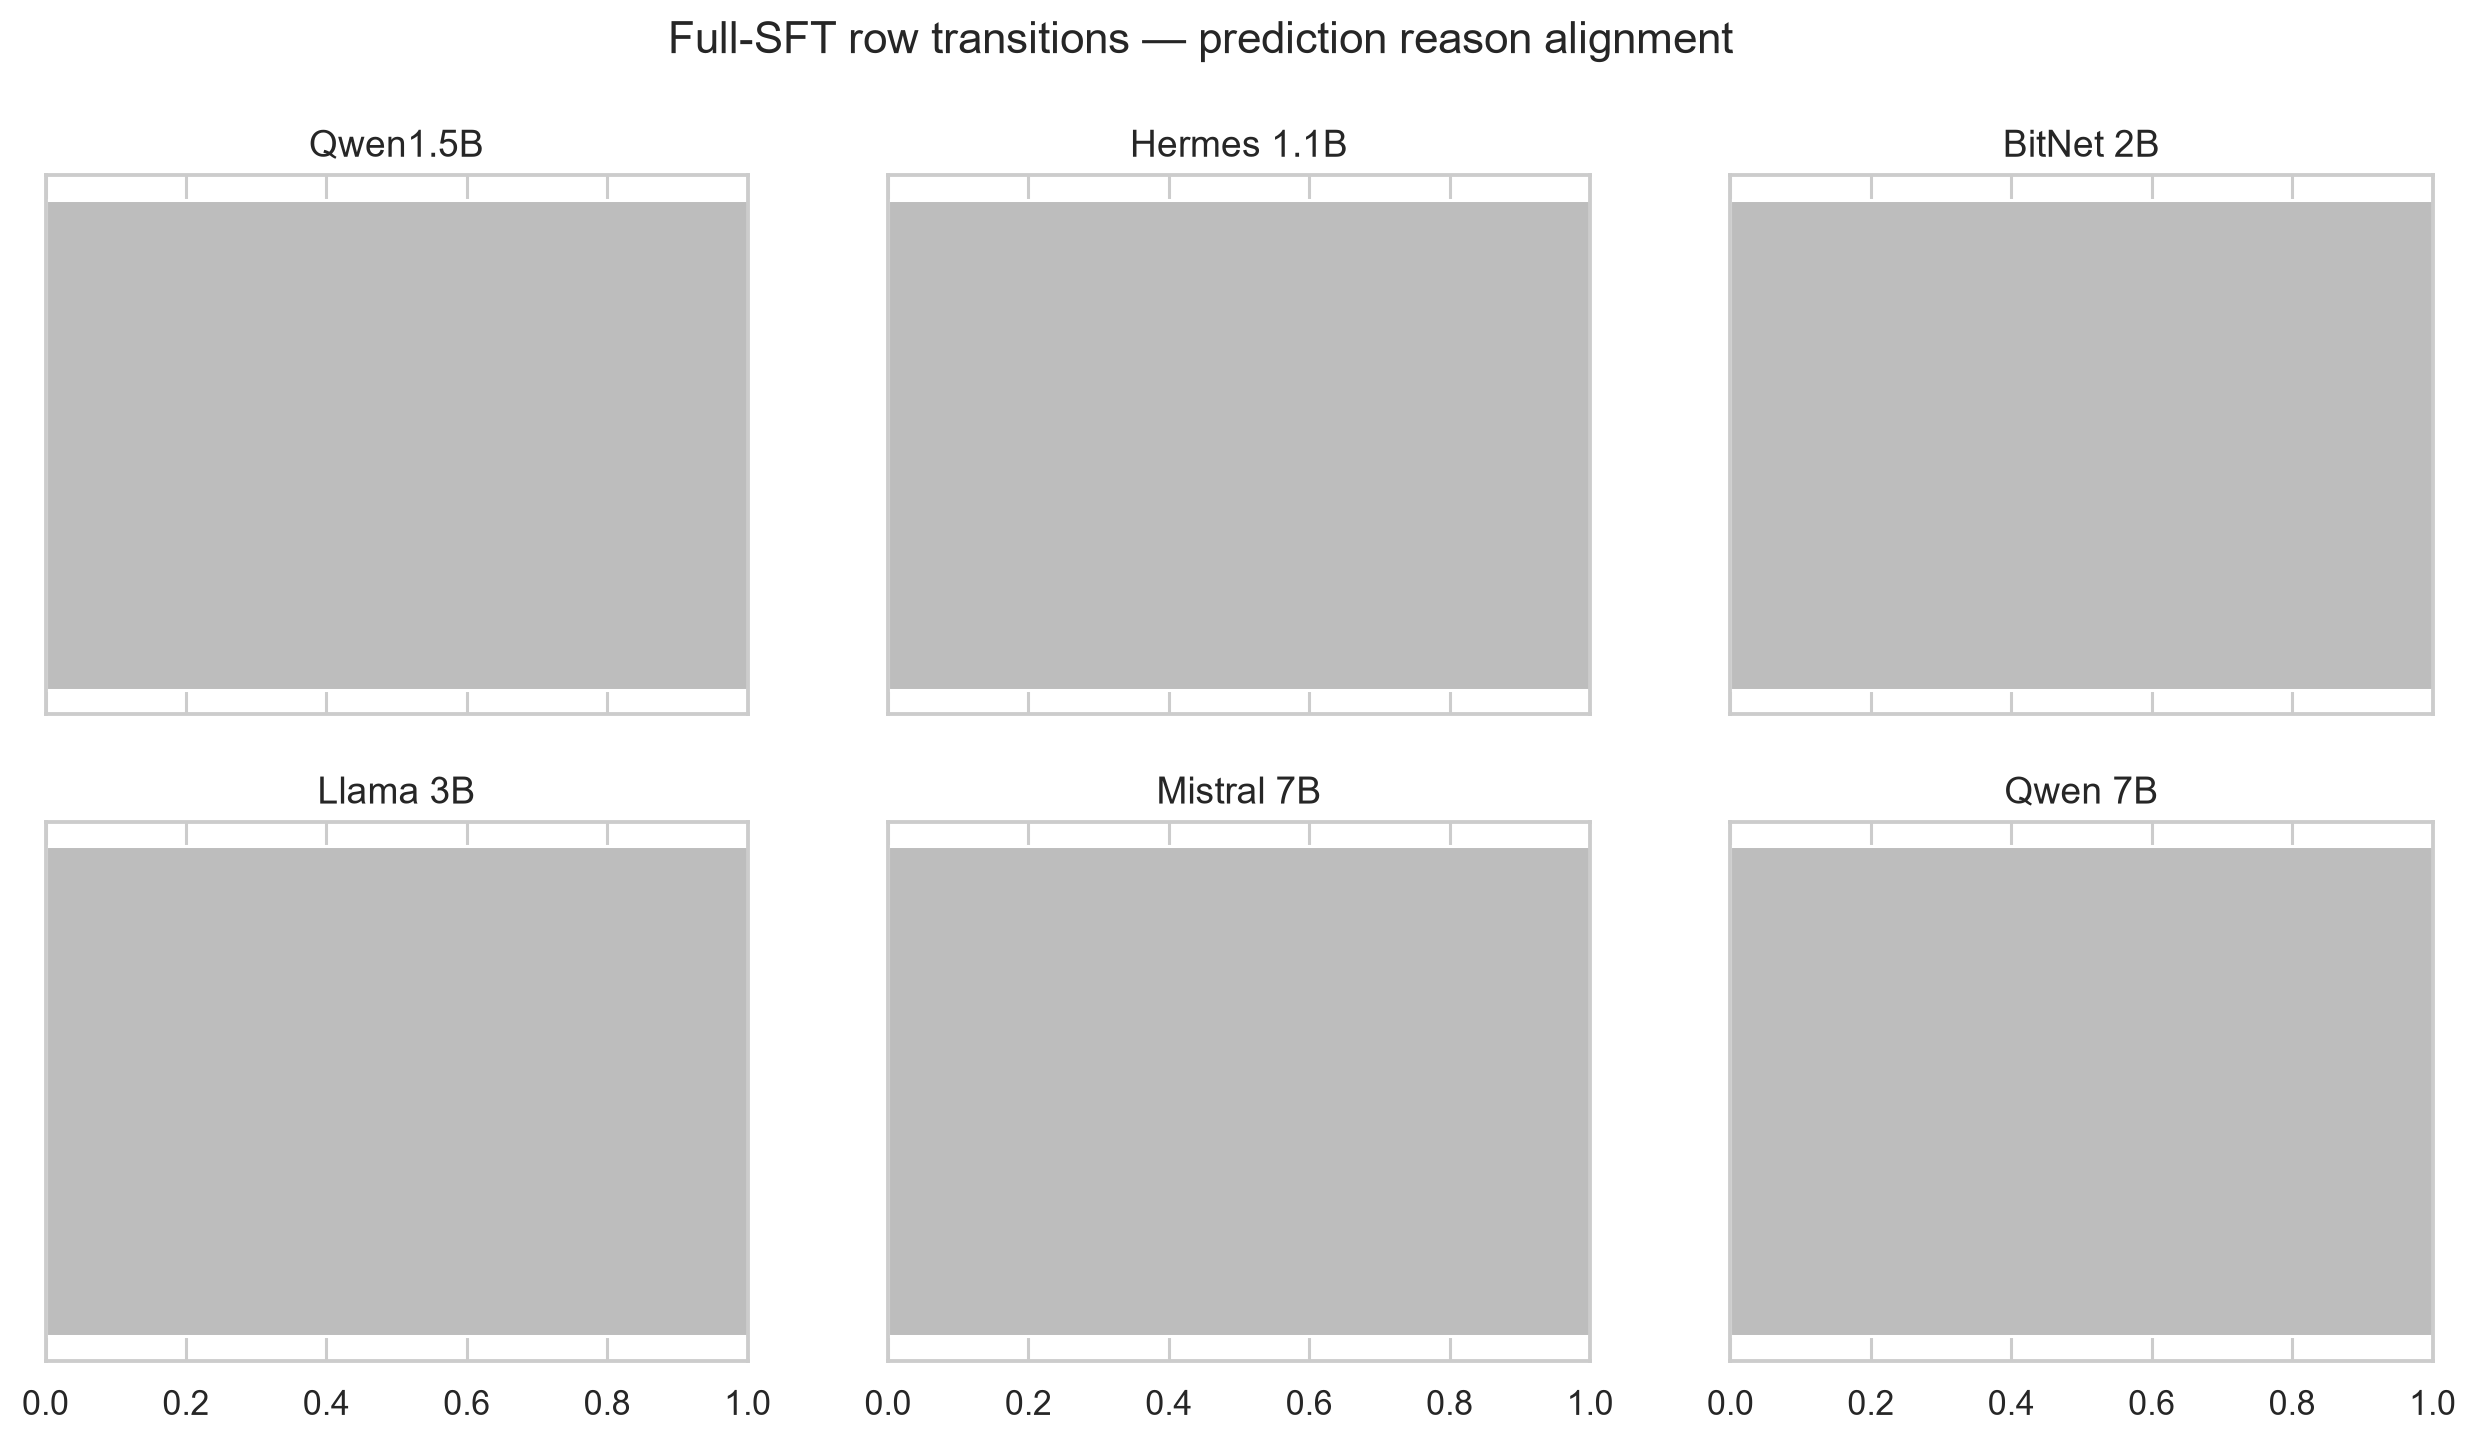 Full-SFT row transitions — prediction reason alignment
Qwen1.5B Hermes 1.1B BitNet 2B
Llama 3B Mistral 7B Qwen 7B
0.0 0.2 0.4 0.6 0.8 1.0 0.0 0.2 0.4 0.6 0.8 1.0 0.0 0.2 0.4 0.6 0.8 1.0